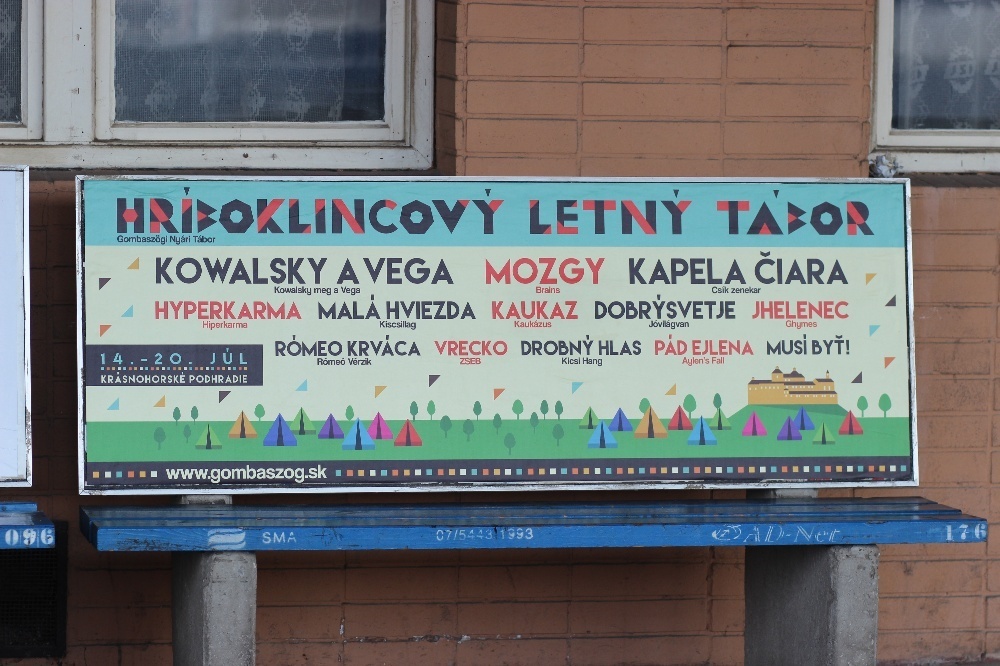 HRÍBOKLINCOVÝ LETNÝ TÁBOR
Gombaszögi Nyári Tábor
KOWALSKY A VEGA MOZGY KAPELA ČIARA
Kowalsky meg a Vega Brains Csík zenekar
HYPERKARMA MALÁ HVIEZDA KAUKAZ DOBRÝSVETJE JHELENEC
Hiperkarma Kiscsillag Kaukázus Jóvilágvan Ghymes
RÓMEO KRVÁCA VRECKO DROBNÝ HLAS PÁD EJLENA MUSÍ BYŤ!
Rómeó Vérzik ZSEB Kicsi Hang Aylen's Fall
14.-20. JÚL
KRÁSNOHORSKÉ PODHRADIE
www.gombaszog.sk
096 SMA 07/5443 1993 AD-Net 176